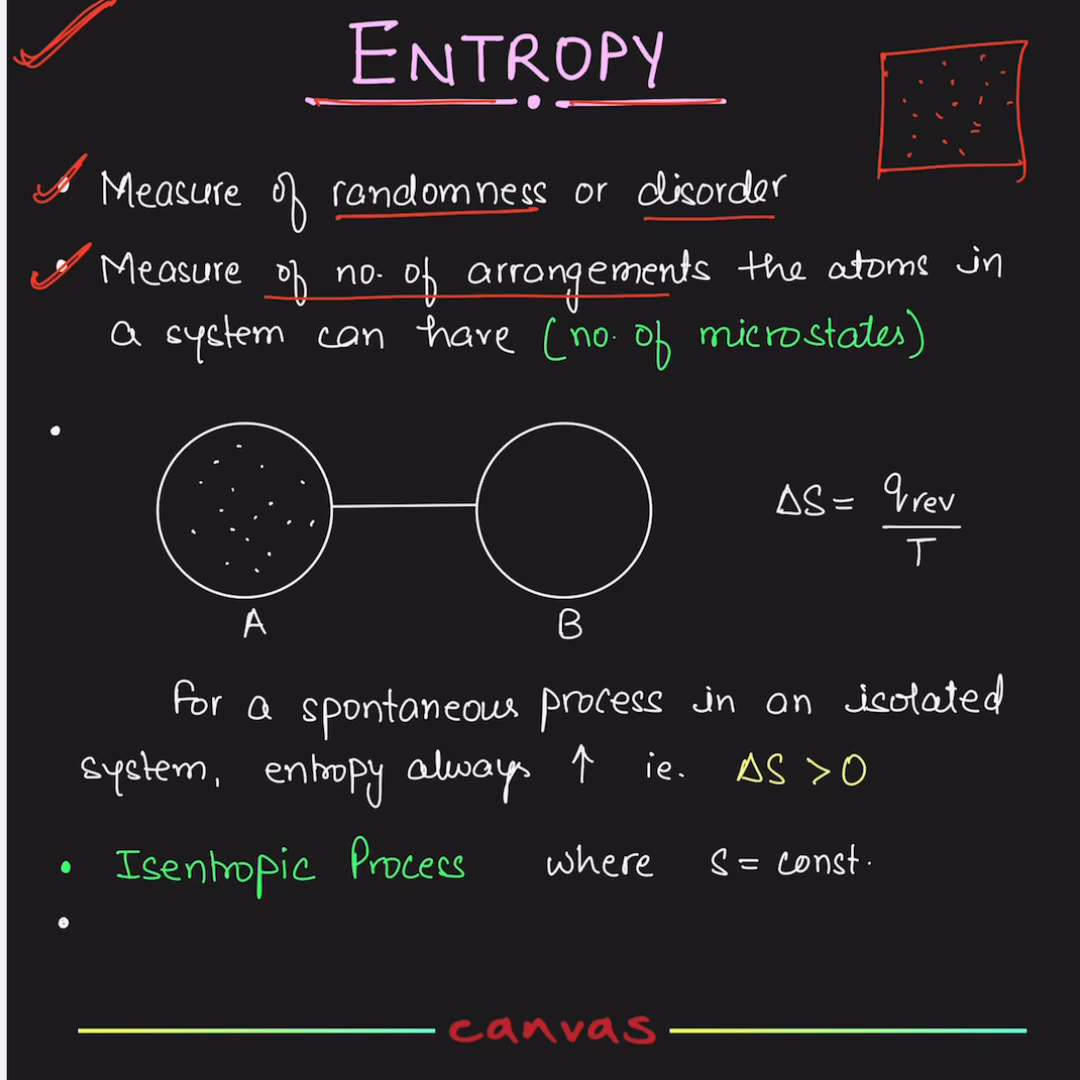 ENTROPY
Measure of randomness or disorder
Measure of no. of arrangements the atoms in
a system can have (no. of microstates)
ΔS = qrev / T
A
B
For a spontaneous process in an isolated
system, entropy always ↑ ie. ΔS > 0
• Isentropic Process where S = const.
canvas